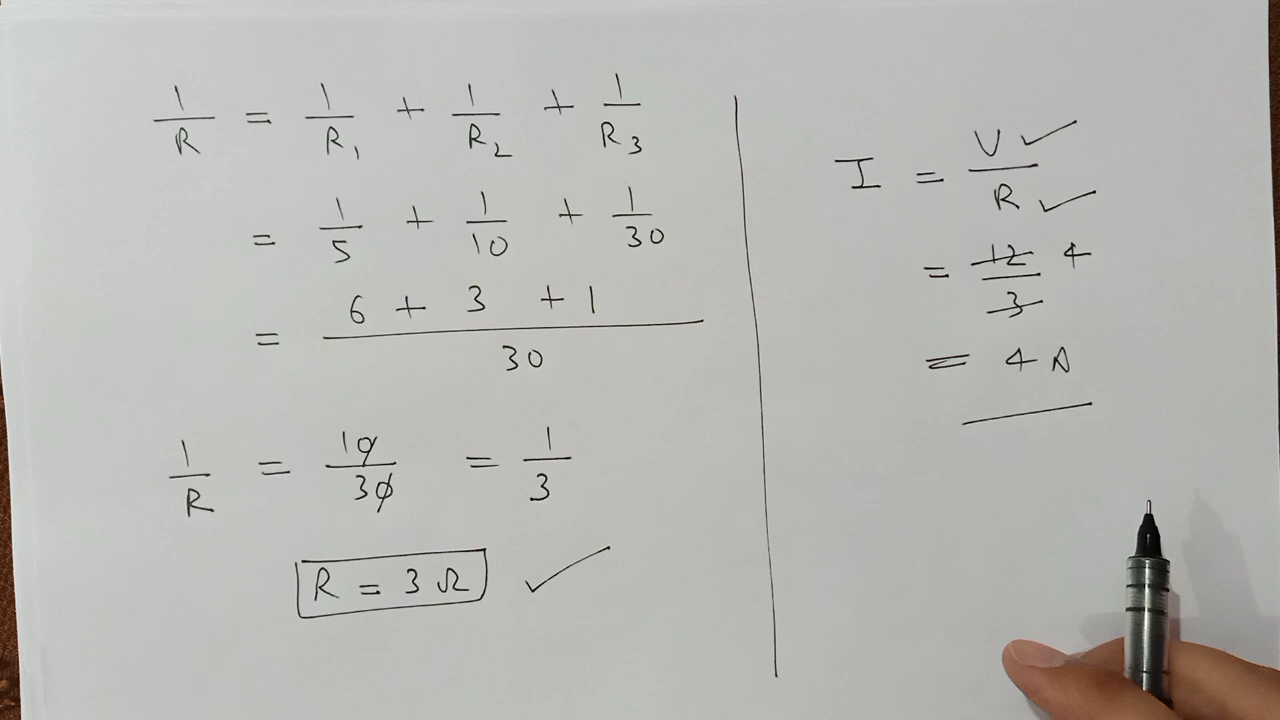 1/R = 1/R₁ + 1/R₂ + 1/R₃
= 1/5 + 1/10 + 1/30
= (6 + 3 + 1)/30
1/R = 10/30 = 1/3
R = 3 Ω ✓
I = V ✓/R ✓
= 12/3 4
= 4 A